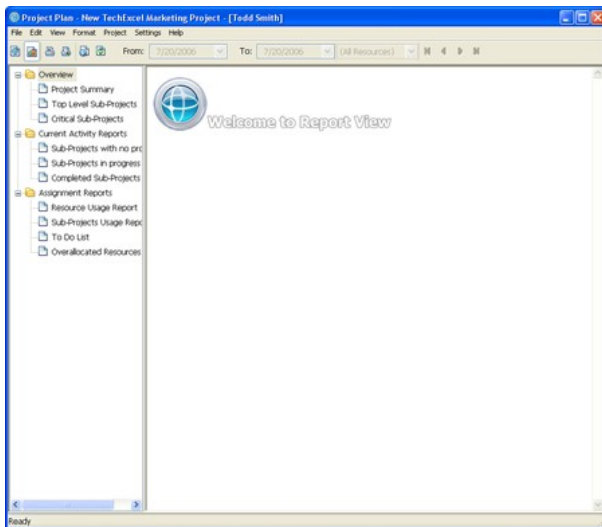 Project Plan - New TechExcel Marketing Project - [Todd Smith]
File Edit View Format Project Settings Help
From: 7/20/2006 To: 7/20/2006 (All Resources)
Overview
Project Summary
Top Level Sub-Projects
Critical Sub-Projects
Current Activity Reports
Sub-Projects with no pro
Sub-Projects in progress
Completed Sub-Projects
Assignment Reports
Resource Usage Report
Sub-Projects Usage Repo
To Do List
Overallocated Resources
Welcome to Report View
Ready